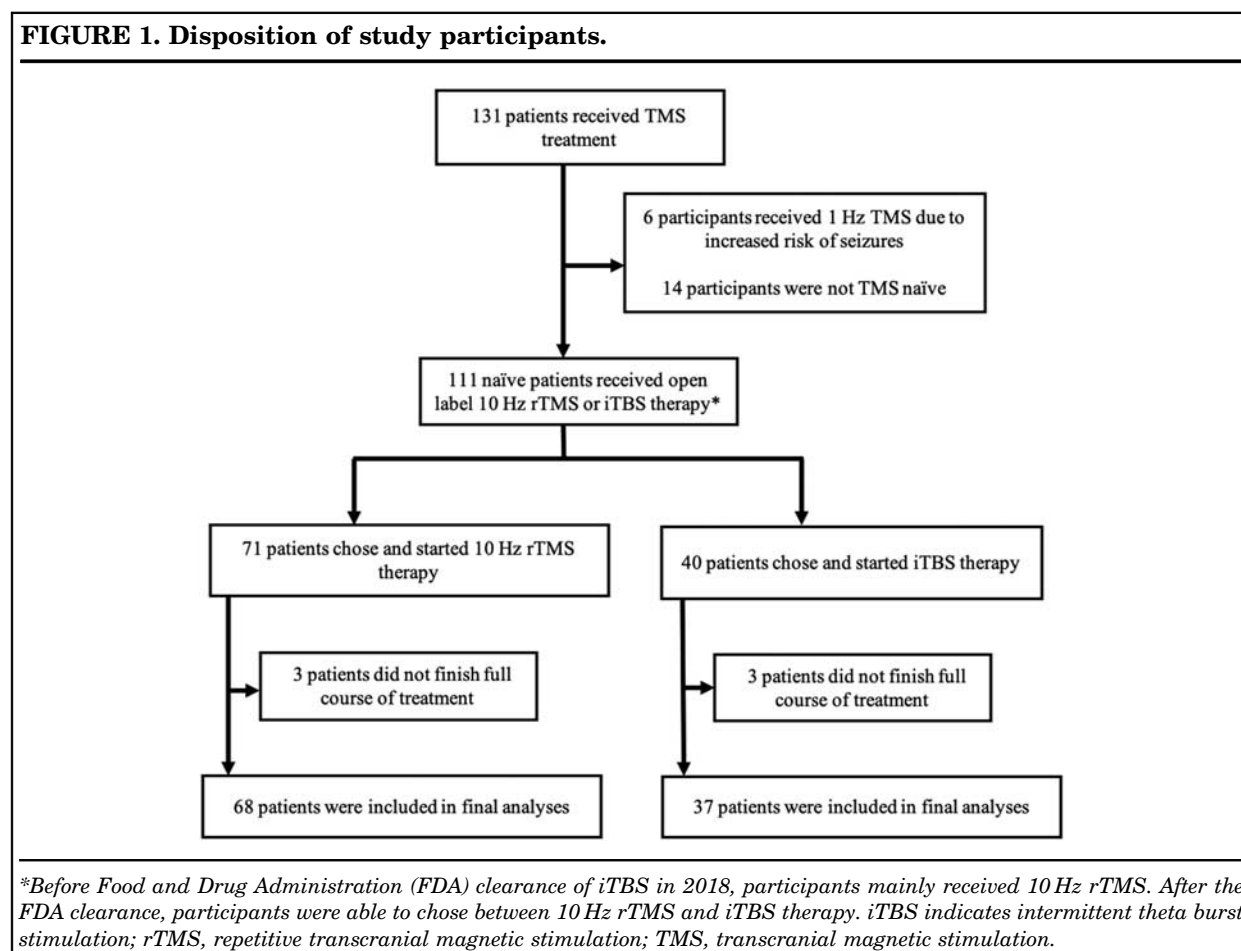 FIGURE 1. Disposition of study participants.
131 patients received TMS
treatment
6 participants received 1 Hz TMS due to
increased risk of seizures
14 participants were not TMS naïve
111 naïve patients received open
label 10 Hz rTMS or iTBS therapy*
71 patients chose and started 10 Hz rTMS
therapy
40 patients chose and started iTBS therapy
3 patients did not finish full
course of treatment
3 patients did not finish full
course of treatment
68 patients were included in final analyses
37 patients were included in final analyses
*Before Food and Drug Administration (FDA) clearance of iTBS in 2018, participants mainly received 10 Hz rTMS. After the
FDA clearance, participants were able to chose between 10 Hz rTMS and iTBS therapy. iTBS indicates intermittent theta burst
stimulation; rTMS, repetitive transcranial magnetic stimulation; TMS, transcranial magnetic stimulation.